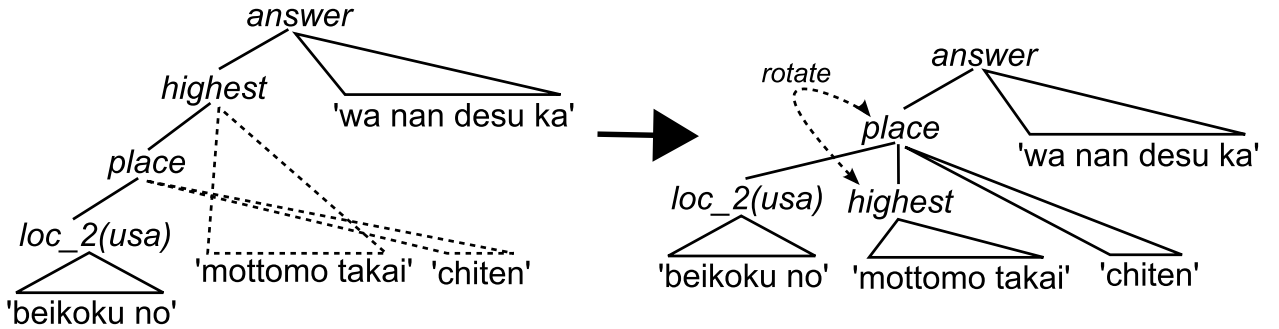 answer
highest
'wa nan desu ka'
place
loc_2(usa)
'mottomo takai' 'chiten'
'beikoku no'
answer
rotate
place
'wa nan desu ka'
loc_2(usa) highest
'beikoku no' 'mottomo takai' 'chiten'